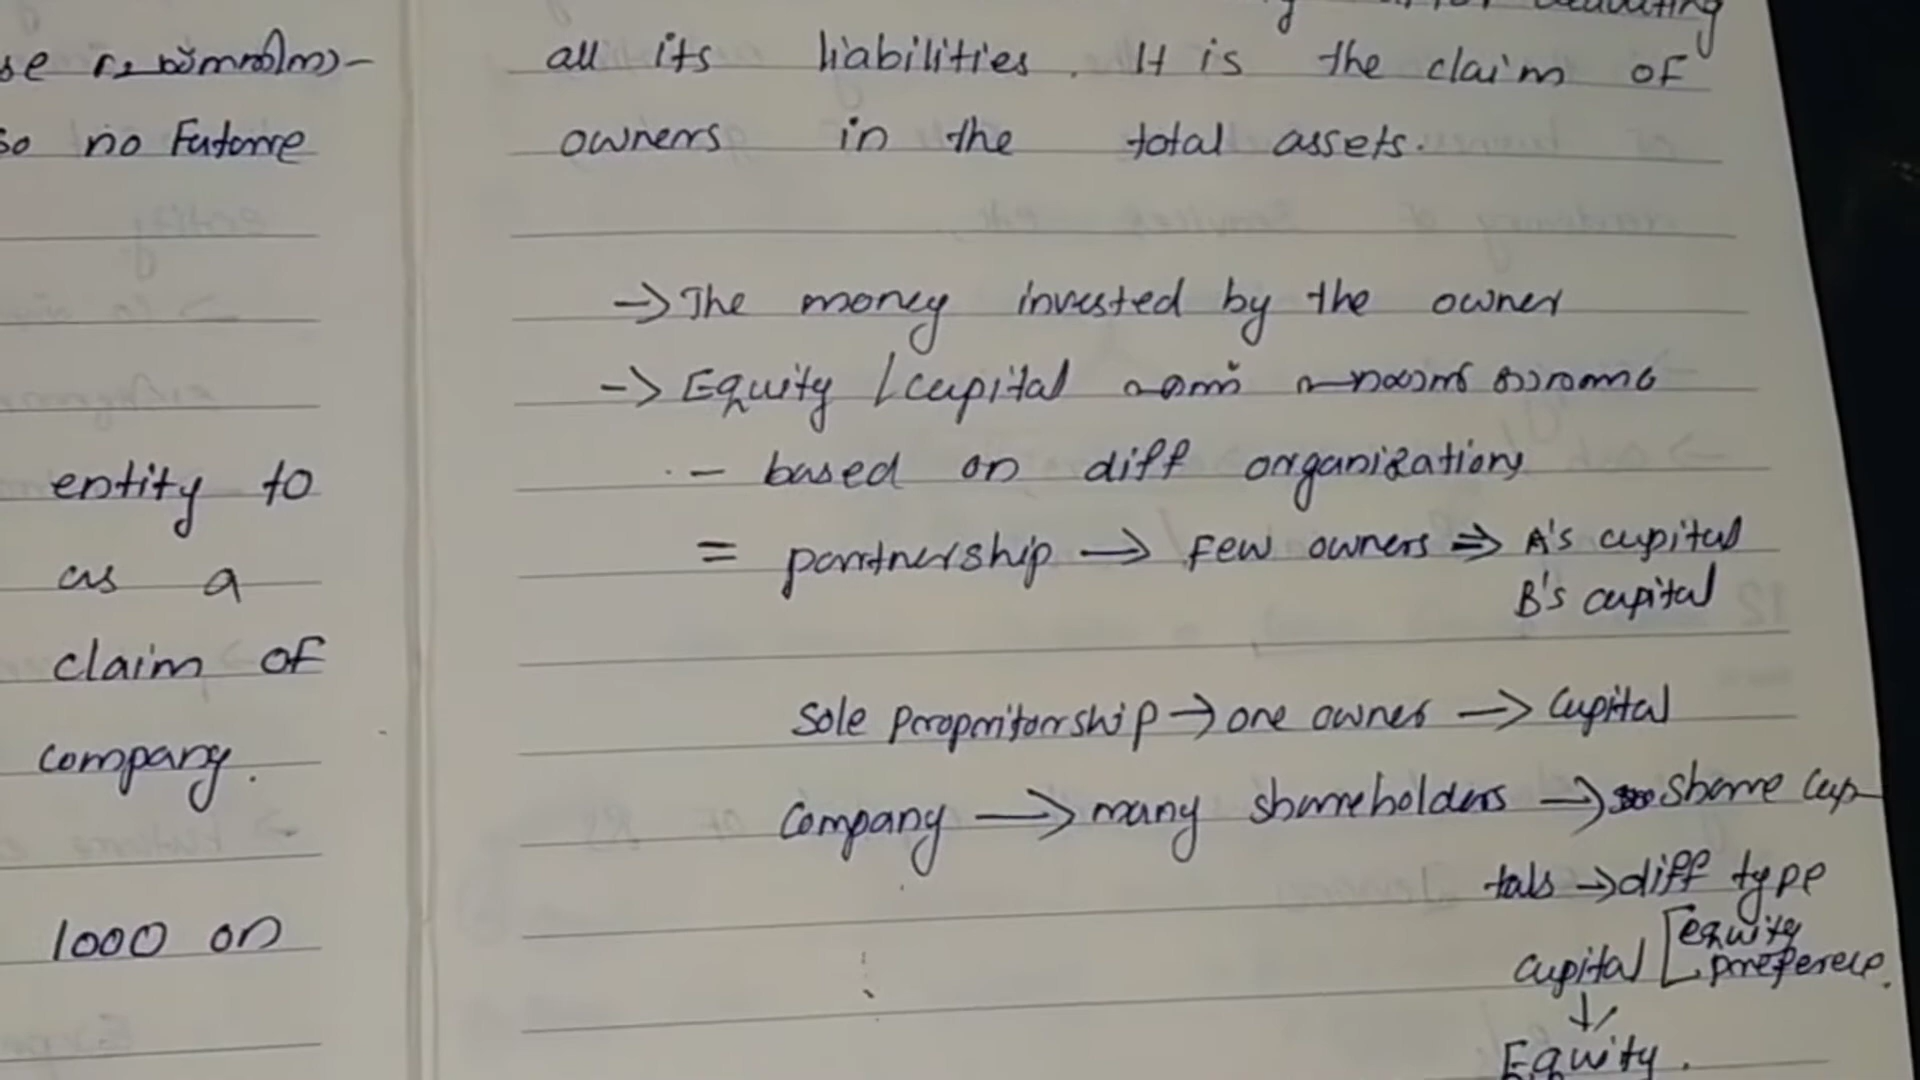 no Future
entity to
as a
claim of
company.
1000 on
all its liabilities. It is the claim of
owners in the total assets.
→ The money invested by the owner
→ Equity / capital
- based on diff organizations
= partnership → Few owners ⇒ A's capital
B's capital
Sole propritorship → one owner → Capital
Company → many shareholders → Share Cap-
tals → diff type
capital [ equity
preference.
↓
Equity.